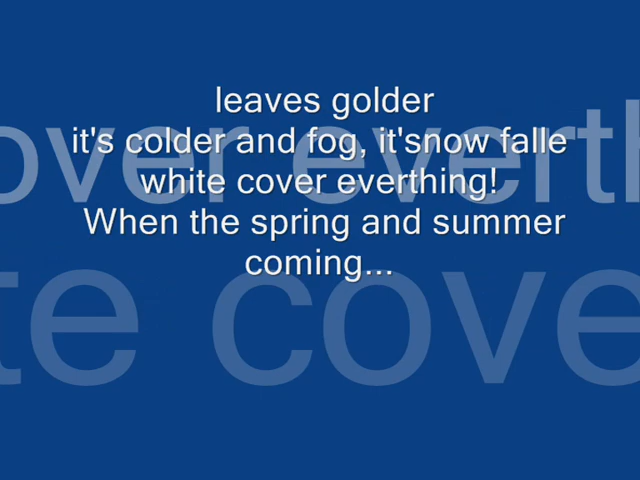 leaves golder
it's colder and fog, it'snow falle
white cover everthing!
When the spring and summer
coming...
over everth
te cove